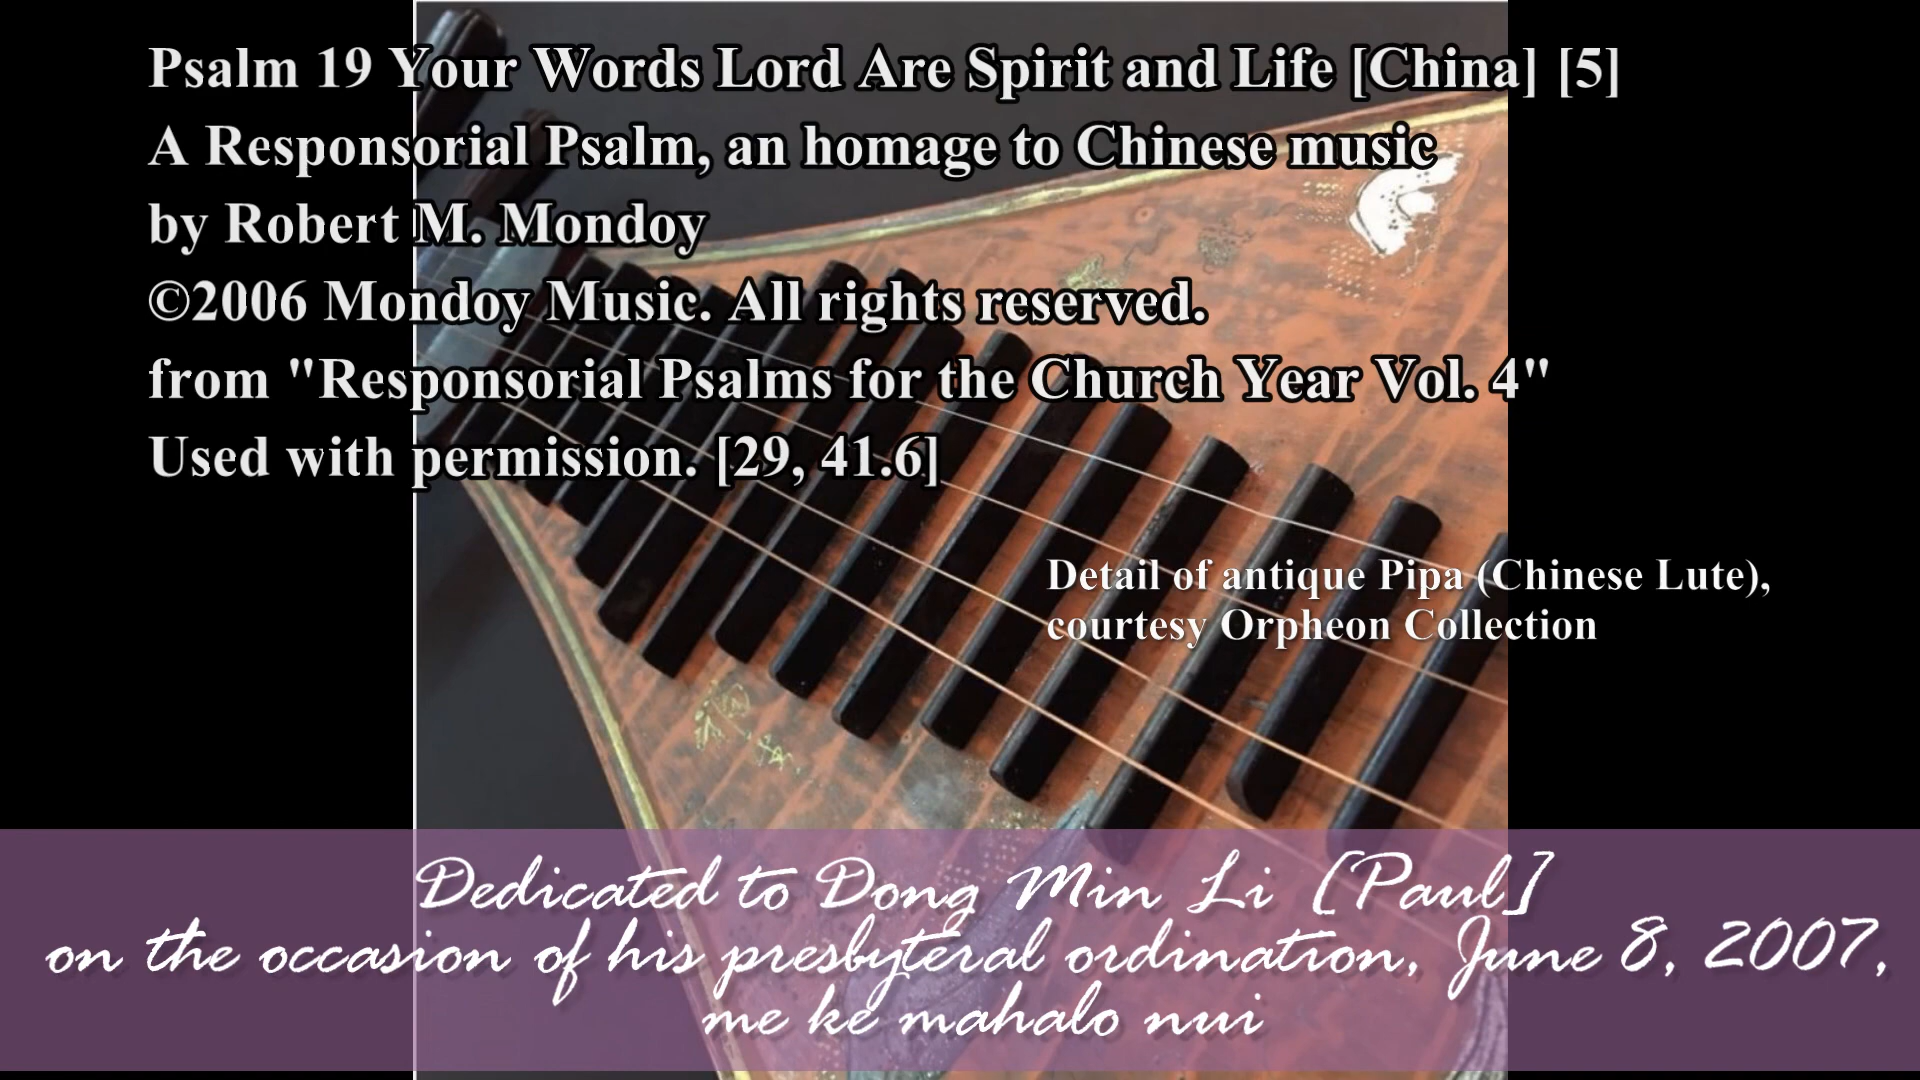 Psalm 19 Your Words Lord Are Spirit and Life [China] [5]
A Responsorial Psalm, an homage to Chinese music
by Robert M. Mondoy
©2006 Mondoy Music. All rights reserved.
from "Responsorial Psalms for the Church Year Vol. 4"
Used with permission. [29, 41.6]
Detail of antique Pipa (Chinese Lute),
courtesy Orpheon Collection
Dedicated to Dong Min Li [Paul]
on the occasion of his presbyteral ordination, June 8, 2007,
me ke mahalo nui